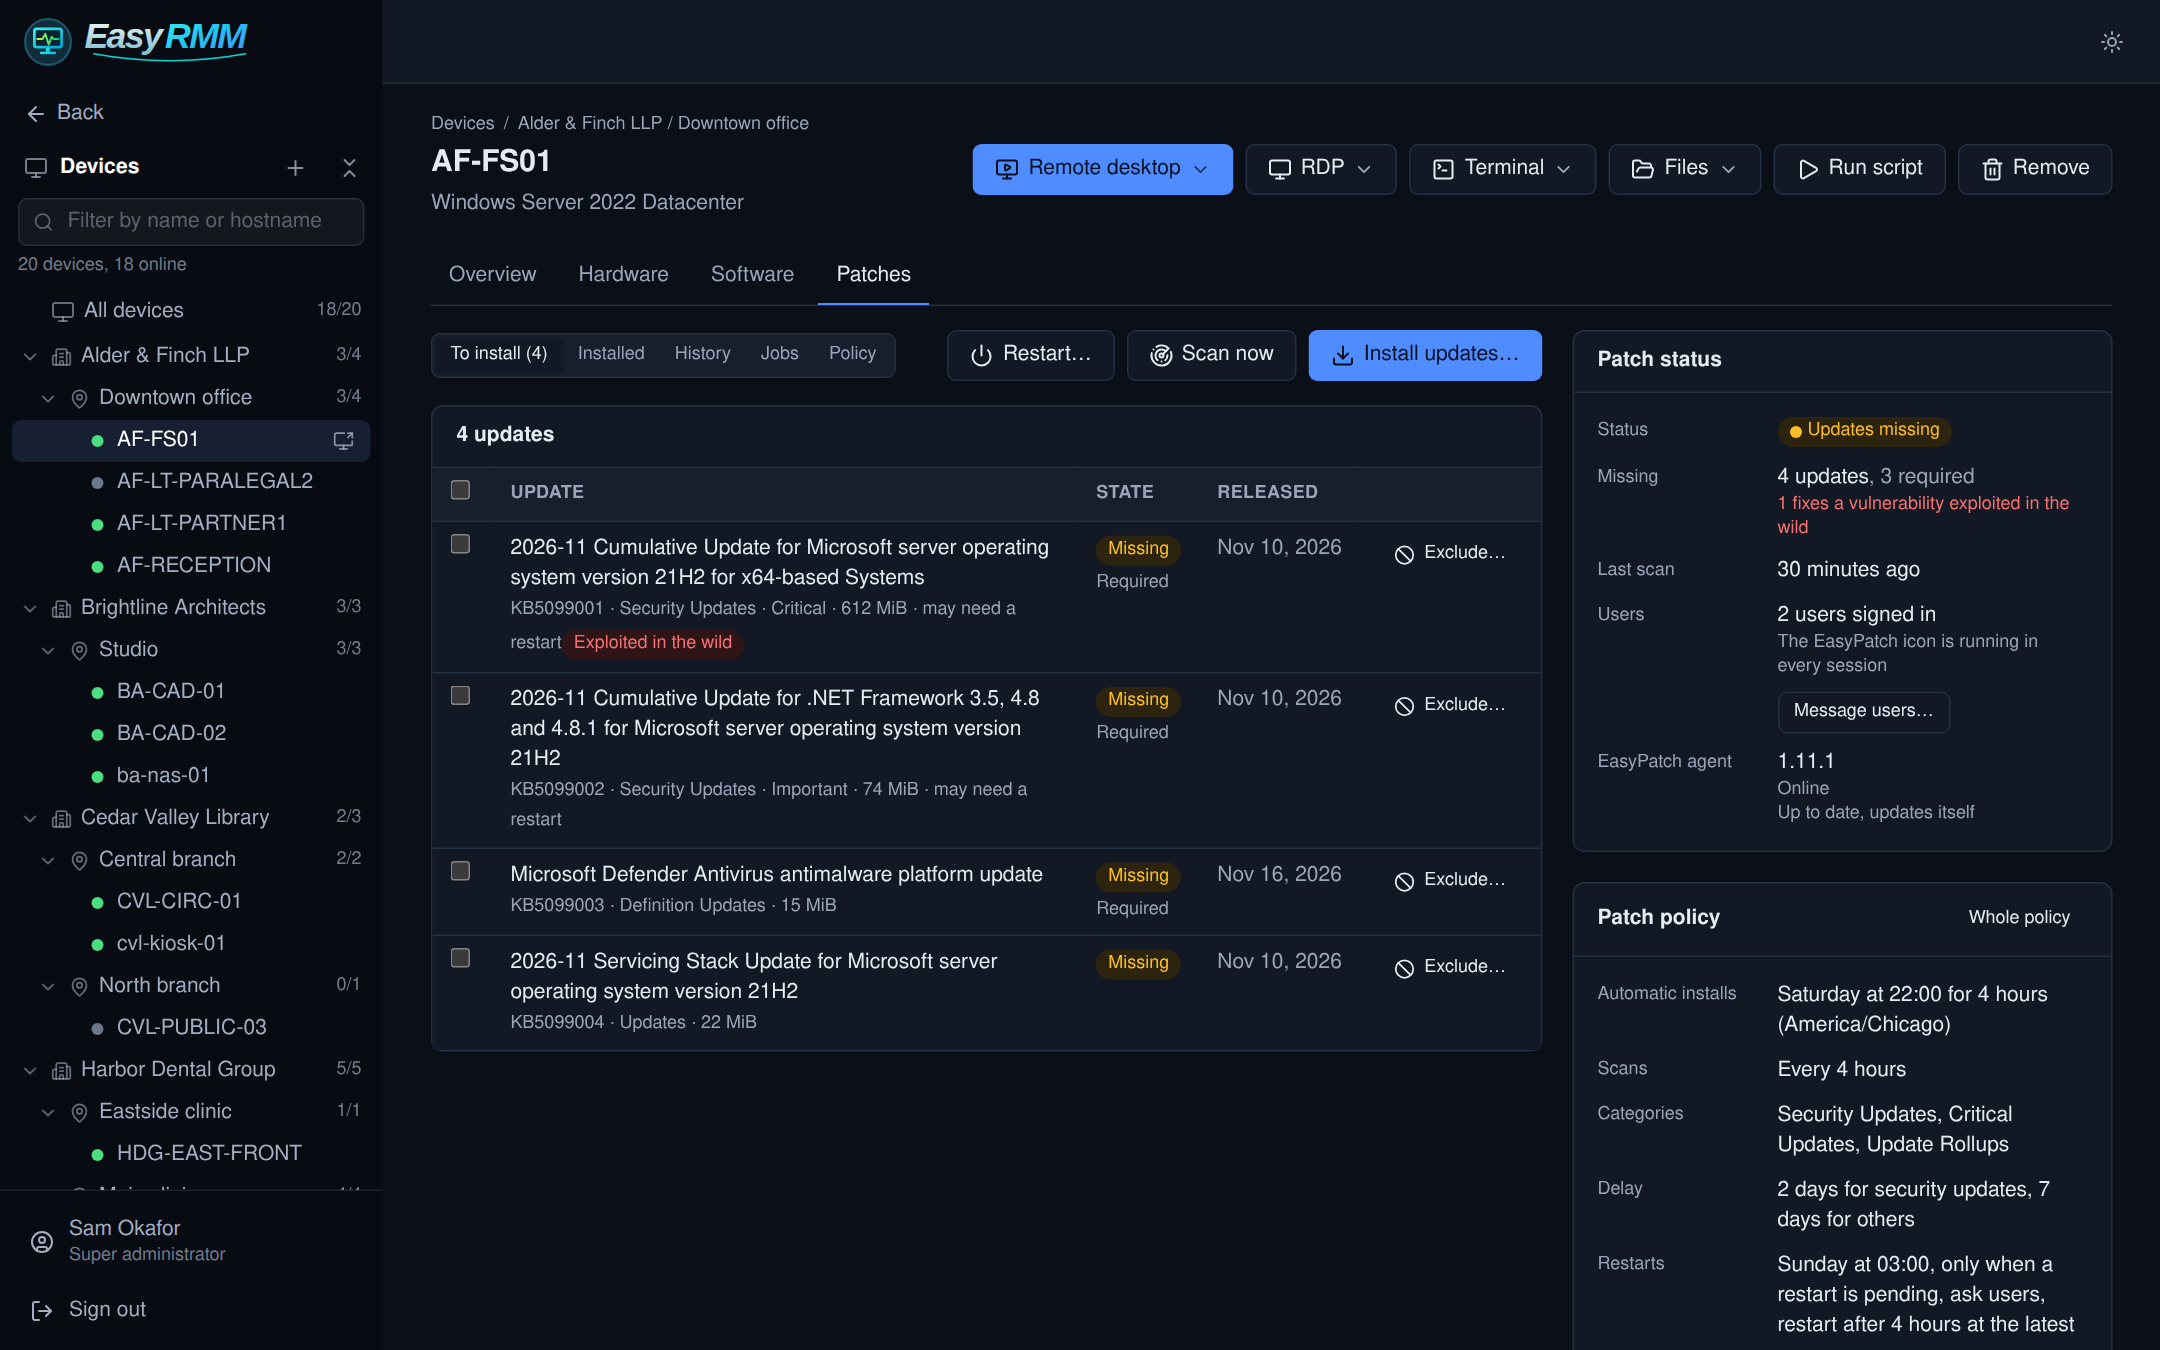 EasyRMM
Back
Devices
Filter by name or hostname
20 devices, 18 online
All devices 18/20
Alder & Finch LLP 3/4
Downtown office 3/4
AF-FS01
AF-LT-PARALEGAL2
AF-LT-PARTNER1
AF-RECEPTION
Brightline Architects 3/3
Studio 3/3
BA-CAD-01
BA-CAD-02
ba-nas-01
Cedar Valley Library 2/3
Central branch 2/2
CVL-CIRC-01
cvl-kiosk-01
North branch 0/1
CVL-PUBLIC-03
Harbor Dental Group 5/5
Eastside clinic 1/1
HDG-EAST-FRONT
Sam Okafor
Super administrator
Sign out
Devices / Alder & Finch LLP / Downtown office
AF-FS01
Windows Server 2022 Datacenter
Remote desktop
RDP
Terminal
Files
Run script
Remove
Overview
Hardware
Software
Patches
To install (4)
Installed
History
Jobs
Policy
Restart…
Scan now
Install updates…
4 updates
UPDATE STATE RELEASED
2026-11 Cumulative Update for Microsoft server operating
system version 21H2 for x64-based Systems
KB5099001 · Security Updates · Critical · 612 MiB · may need a
restart Exploited in the wild
Missing
Required
Nov 10, 2026
Exclude…
2026-11 Cumulative Update for .NET Framework 3.5, 4.8
and 4.8.1 for Microsoft server operating system version
21H2
KB5099002 · Security Updates · Important · 74 MiB · may need a
restart
Missing
Required
Nov 10, 2026
Exclude…
Microsoft Defender Antivirus antimalware platform update
KB5099003 · Definition Updates · 15 MiB
Missing
Required
Nov 16, 2026
Exclude…
2026-11 Servicing Stack Update for Microsoft server
operating system version 21H2
KB5099004 · Updates · 22 MiB
Missing
Nov 10, 2026
Exclude…
Patch status
Status Updates missing
Missing 4 updates, 3 required
1 fixes a vulnerability exploited in the
wild
Last scan 30 minutes ago
Users 2 users signed in
The EasyPatch icon is running in
every session
Message users…
EasyPatch agent 1.11.1
Online
Up to date, updates itself
Patch policy Whole policy
Automatic installs Saturday at 22:00 for 4 hours
(America/Chicago)
Scans Every 4 hours
Categories Security Updates, Critical
Updates, Update Rollups
Delay 2 days for security updates, 7
days for others
Restarts Sunday at 03:00, only when a
restart is pending, ask users,
restart after 4 hours at the latest